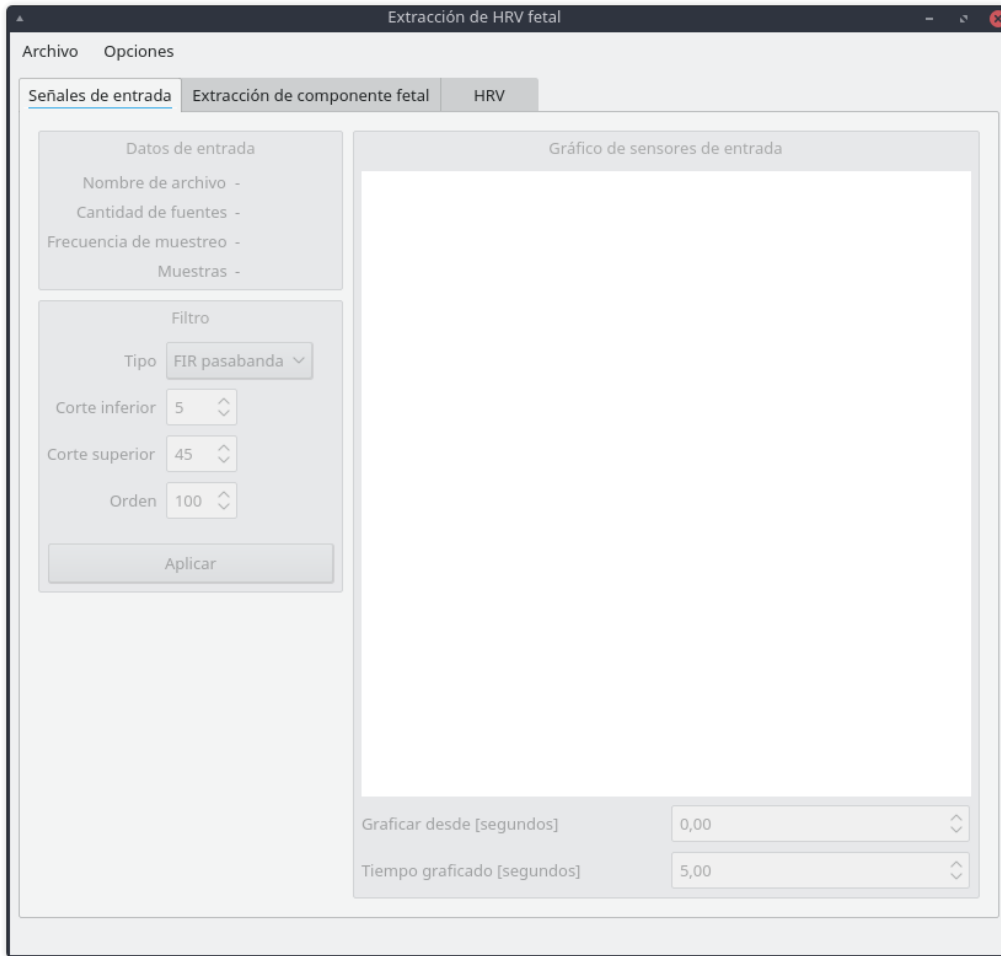 Extracción de HRV fetal
Archivo Opciones
Señales de entrada Extracción de componente fetal HRV
Datos de entrada
Nombre de archivo -
Cantidad de fuentes -
Frecuencia de muestreo -
Muestras -
Filtro
Tipo FIR pasabanda
Corte inferior 5
Corte superior 45
Orden 100
Aplicar
Gráfico de sensores de entrada
Graficar desde [segundos] 0,00
Tiempo graficado [segundos] 5,00